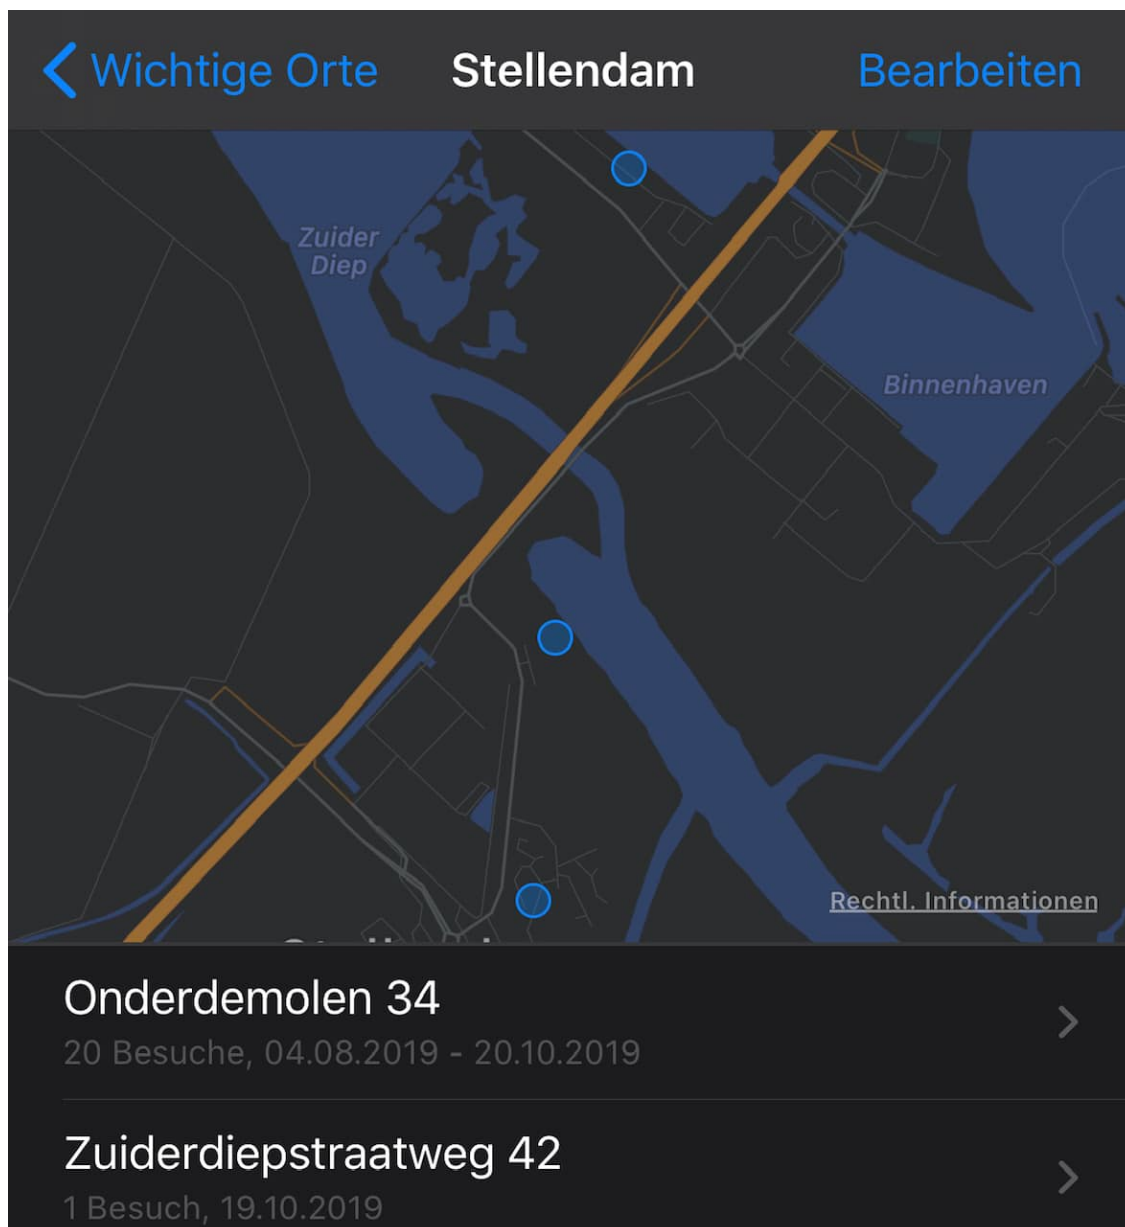 Wichtige Orte Stellendam Bearbeiten
Zuider
Diep
Binnenhaven
Rechtl. Informationen
Onderdemolen 34
20 Besuche, 04.08.2019 - 20.10.2019
Zuiderdiepstraatweg 42
1 Besuch, 19.10.2019